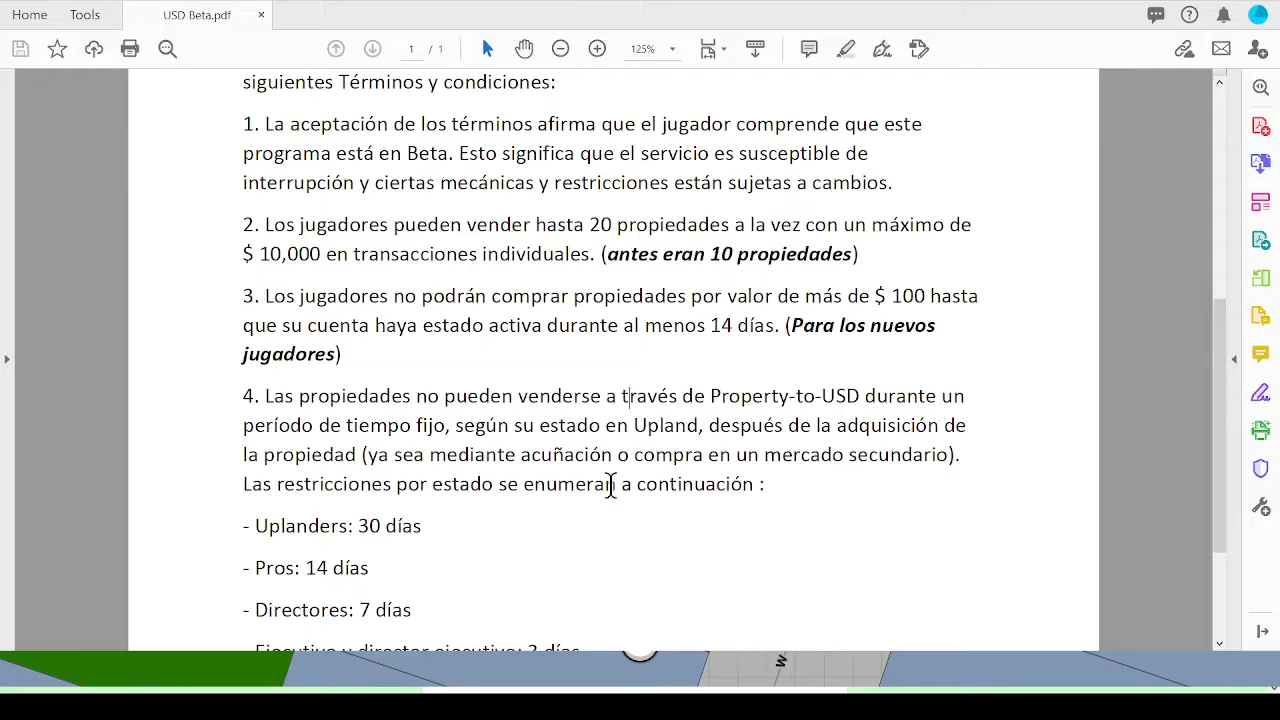 Home Tools USD Beta.pdf ×
1 / 1 125%
siguientes Términos y condiciones:
1. La aceptación de los términos afirma que el jugador comprende que este
programa está en Beta. Esto significa que el servicio es susceptible de
interrupción y ciertas mecánicas y restricciones están sujetas a cambios.
2. Los jugadores pueden vender hasta 20 propiedades a la vez con un máximo de
$ 10,000 en transacciones individuales. (antes eran 10 propiedades)
3. Los jugadores no podrán comprar propiedades por valor de más de $ 100 hasta
que su cuenta haya estado activa durante al menos 14 días. (Para los nuevos
jugadores)
4. Las propiedades no pueden venderse a través de Property-to-USD durante un
período de tiempo fijo, según su estado en Upland, después de la adquisición de
la propiedad (ya sea mediante acuñación o compra en un mercado secundario).
Las restricciones por estado se enumeran a continuación :
- Uplanders: 30 días
- Pros: 14 días
- Directores: 7 días
- Ejecutivo y director ejecutivo: 3 días
W